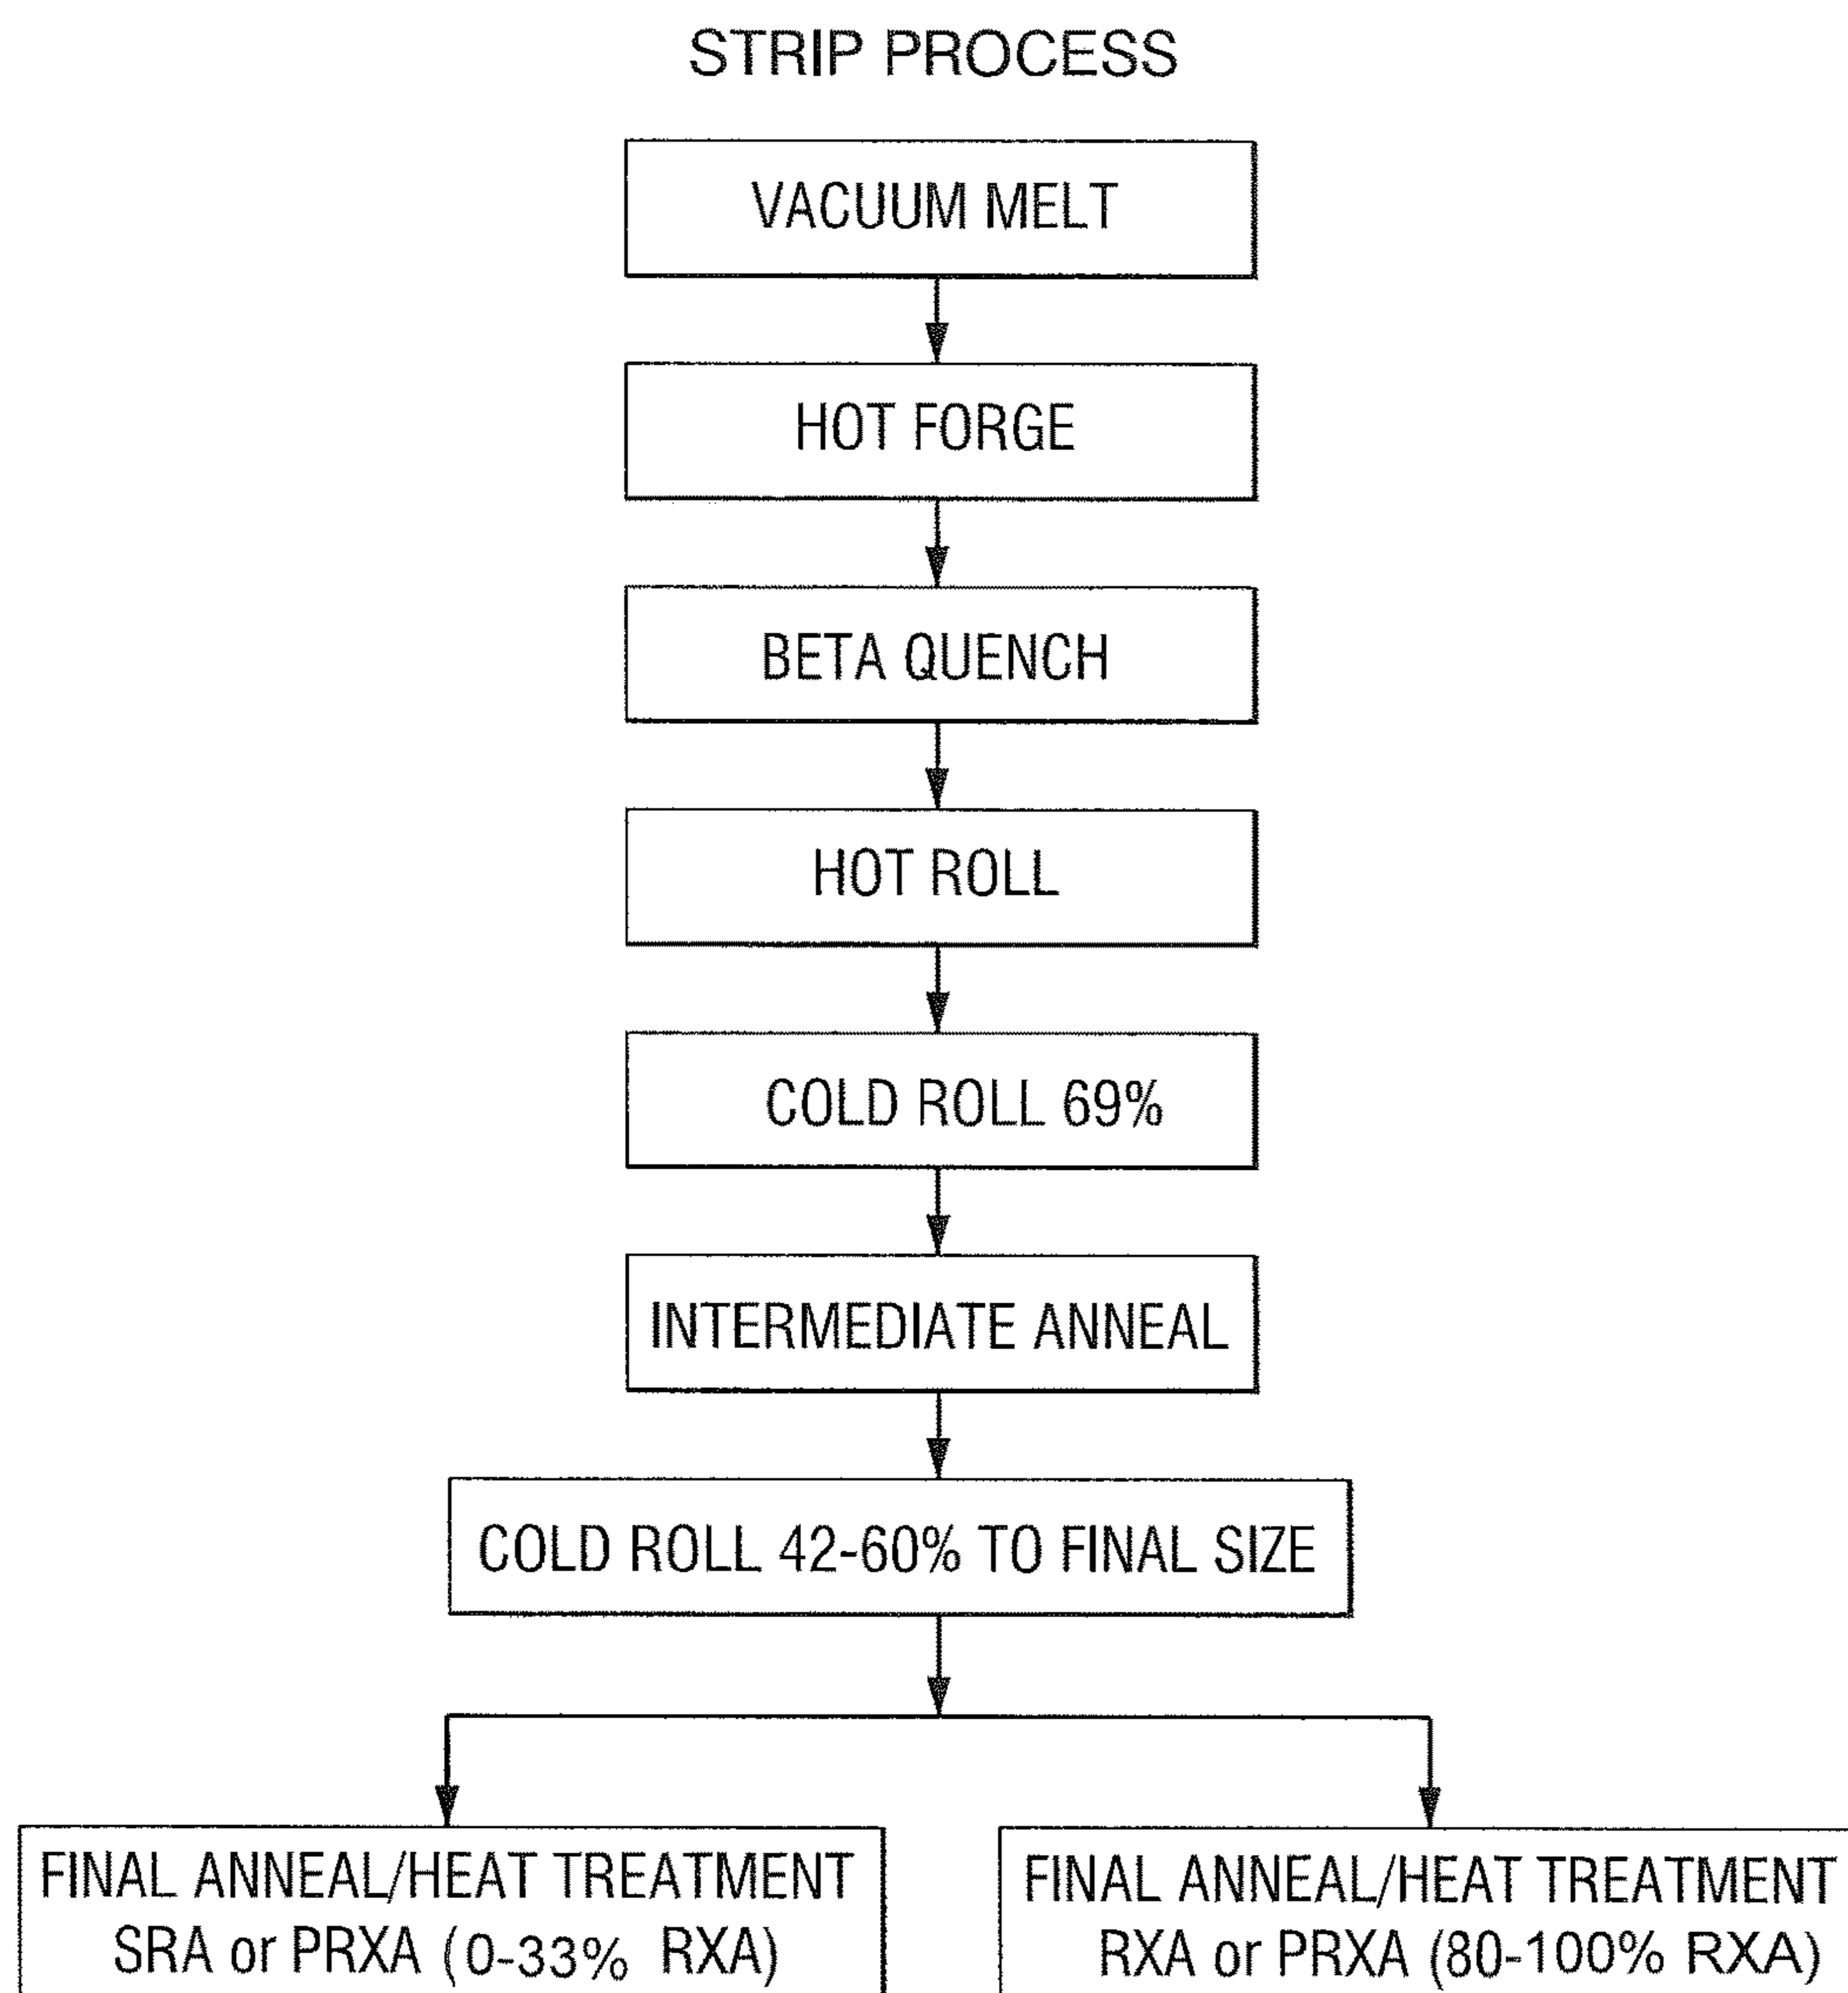 STRIP PROCESS
VACUUM MELT
HOT FORGE
BETA QUENCH
HOT ROLL
COLD ROLL 69%
INTERMEDIATE ANNEAL
COLD ROLL 42-60% TO FINAL SIZE
FINAL ANNEAL/HEAT TREATMENT
SRA or PRXA (0-33% RXA)
FINAL ANNEAL/HEAT TREATMENT
RXA or PRXA (80-100% RXA)